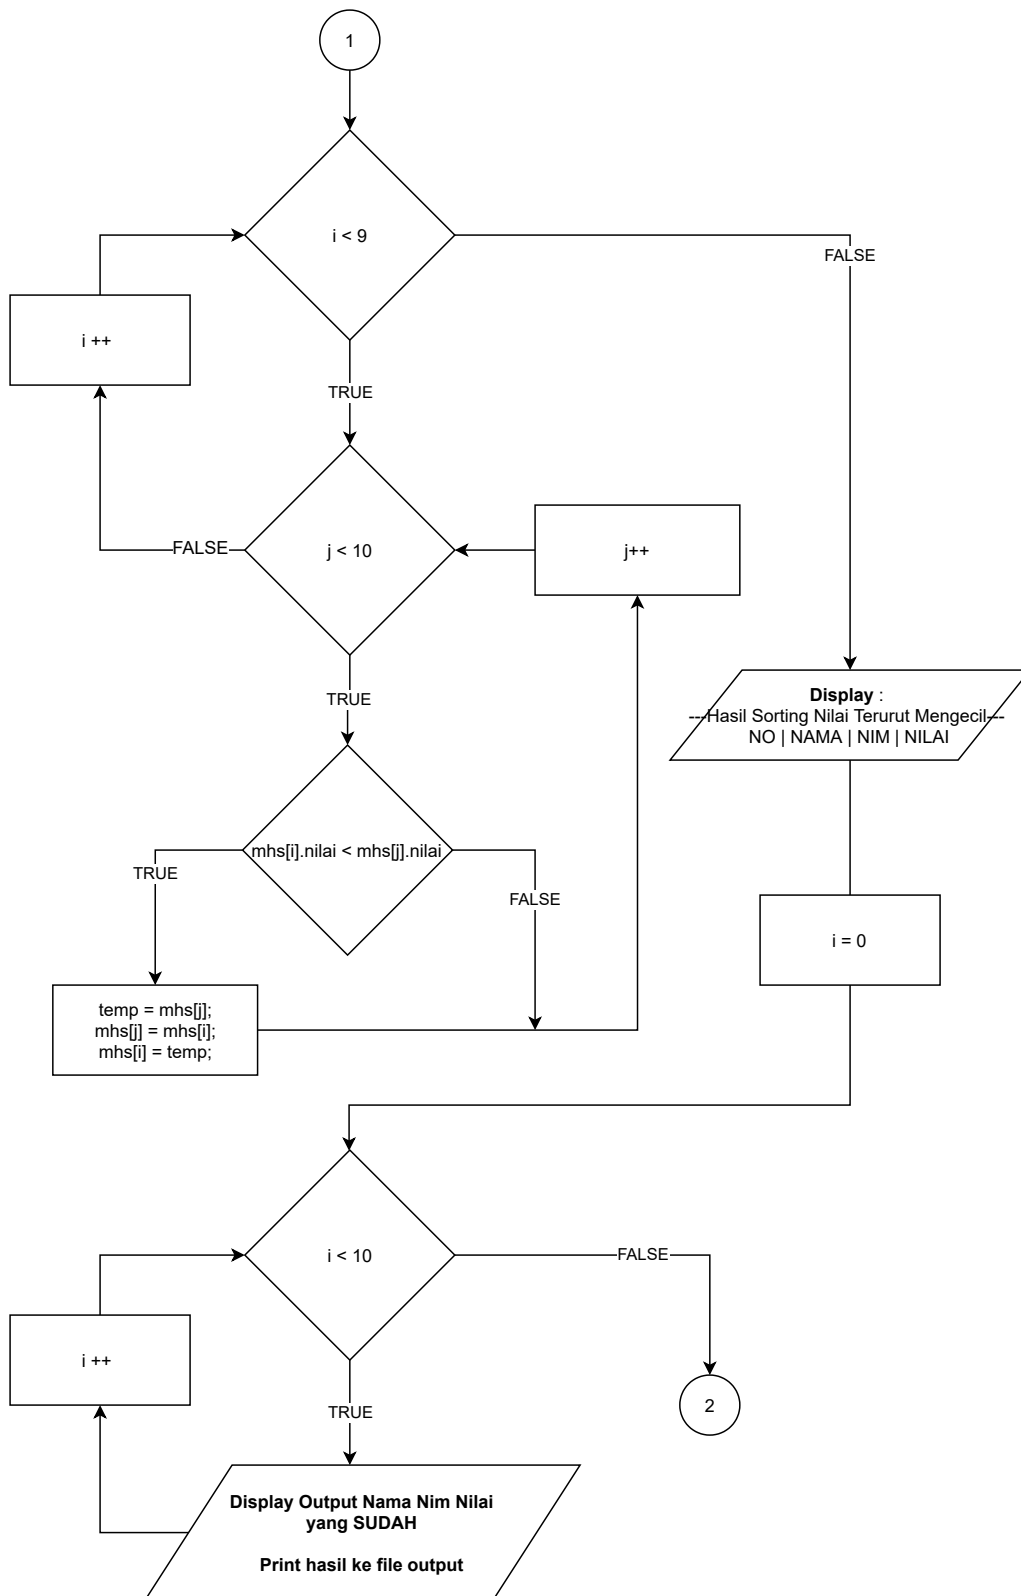 1
i < 9
FALSE
i ++
TRUE
FALSE
j < 10
j++
TRUE
Display :
---Hasil Sorting Nilai Terurut Mengecil---
NO | NAMA | NIM | NILAI
mhs[i].nilai < mhs[j].nilai
TRUE
FALSE
i = 0
temp = mhs[j];
mhs[j] = mhs[i];
mhs[i] = temp;
i < 10
FALSE
i ++
2
TRUE
Display Output Nama Nim Nilai
yang SUDAH
Print hasil ke file output